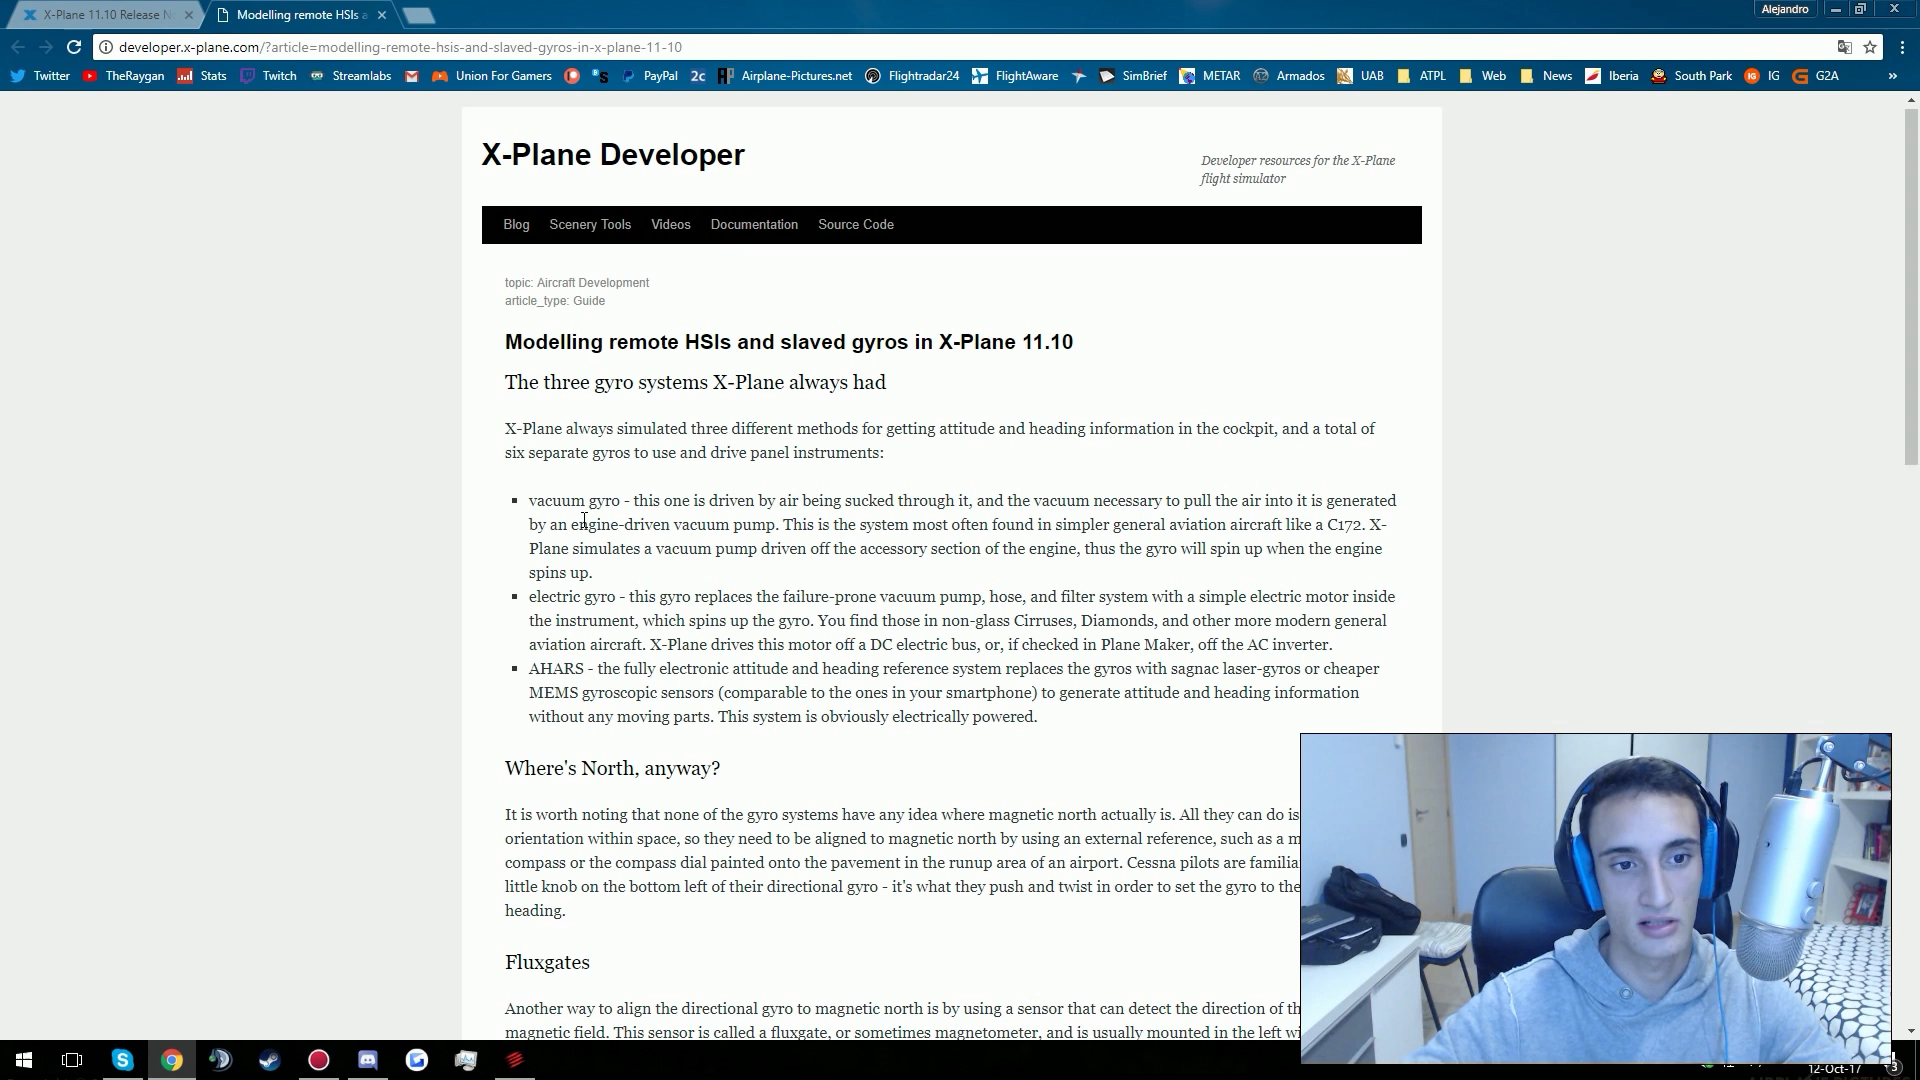 X-Plane 11.10 Release N
Modelling remote HSIs a
Alejandro
developer.x-plane.com/?article=modelling-remote-hsis-and-slaved-gyros-in-x-plane-11-10
Twitter TheRaygan Stats Twitch Streamlabs Union For Gamers PayPal 2c Airplane-Pictures.net Flightradar24 FlightAware SimBrief METAR Armados UAB ATPL Web News Iberia South Park IG G2A »
X-Plane Developer
Developer resources for the X-Plane
flight simulator
Blog Scenery Tools Videos Documentation Source Code
topic: Aircraft Development
article_type: Guide
Modelling remote HSIs and slaved gyros in X-Plane 11.10
The three gyro systems X-Plane always had
X-Plane always simulated three different methods for getting attitude and heading information in the cockpit, and a total of
six separate gyros to use and drive panel instruments:
vacuum gyro - this one is driven by air being sucked through it, and the vacuum necessary to pull the air into it is generated
by an engine-driven vacuum pump. This is the system most often found in simpler general aviation aircraft like a C172. X-
Plane simulates a vacuum pump driven off the accessory section of the engine, thus the gyro will spin up when the engine
spins up.
electric gyro - this gyro replaces the failure-prone vacuum pump, hose, and filter system with a simple electric motor inside
the instrument, which spins up the gyro. You find those in non-glass Cirruses, Diamonds, and other more modern general
aviation aircraft. X-Plane drives this motor off a DC electric bus, or, if checked in Plane Maker, off the AC inverter.
AHARS - the fully electronic attitude and heading reference system replaces the gyros with sagnac laser-gyros or cheaper
MEMS gyroscopic sensors (comparable to the ones in your smartphone) to generate attitude and heading information
without any moving parts. This system is obviously electrically powered.
Where's North, anyway?
It is worth noting that none of the gyro systems have any idea where magnetic north actually is. All they can do is
orientation within space, so they need to be aligned to magnetic north by using an external reference, such as a m
compass or the compass dial painted onto the pavement in the runup area of an airport. Cessna pilots are familia
little knob on the bottom left of their directional gyro - it's what they push and twist in order to set the gyro to the
heading.
Fluxgates
Another way to align the directional gyro to magnetic north is by using a sensor that can detect the direction of th
magnetic field. This sensor is called a fluxgate, or sometimes magnetometer, and is usually mounted in the left wi
12-Oct-17